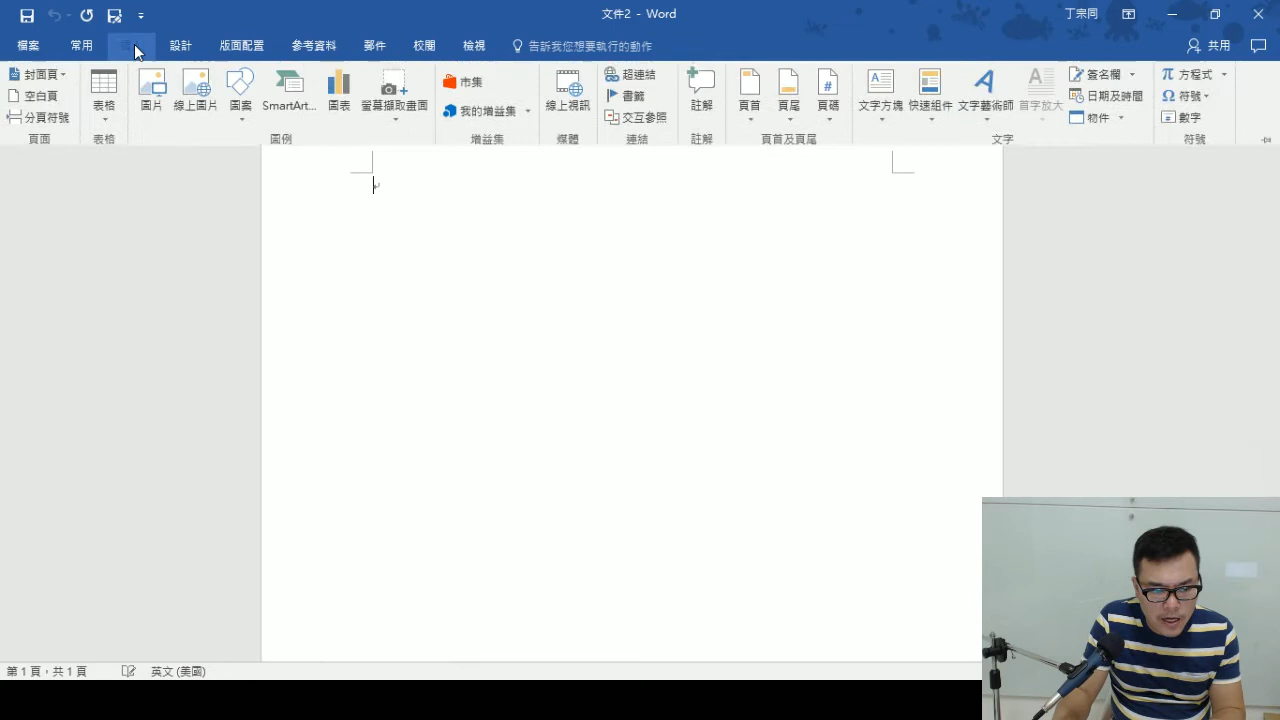 文件2 - Word
丁宗同
檔案
常用
設計
版面配置
參考資料
郵件
校閱
檢視
告訴我您想要執行的動作
共用
封面頁
空白頁
分頁符號
頁面
表格
表格
圖片
線上圖片
圖案
SmartArt...
圖表
螢幕擷取畫面
圖例
市集
我的增益集
增益集
線上視訊
媒體
超連結
書籤
交互參照
連結
註解
註解
頁首
頁尾
頁碼
頁首及頁尾
文字方塊
快速組件
文字藝術師
首字放大
簽名欄
日期及時間
物件
文字
方程式
符號
數字
符號
第 1 頁，共 1 頁
英文 (美國)